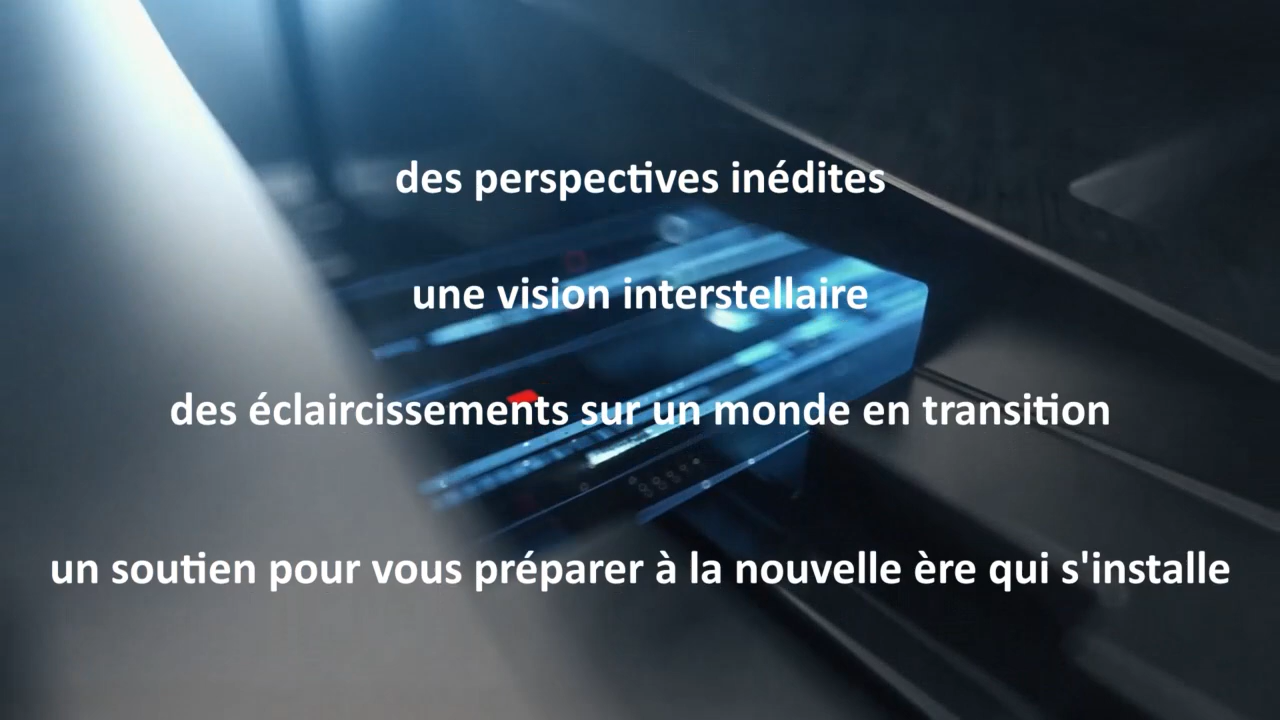 des perspectives inédites
une vision interstellaire
des éclaircissements sur un monde en transition
un soutien pour vous préparer à la nouvelle ère qui s'installe